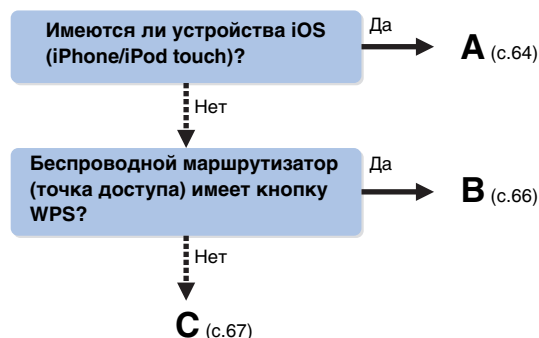 Имеются ли устройства iOS
(iPhone/iPod touch)?
Да
A (с.64)
Нет
Беспроводной маршрутизатор
(точка доступа) имеет кнопку
WPS?
Да
B (с.66)
Нет
C (с.67)